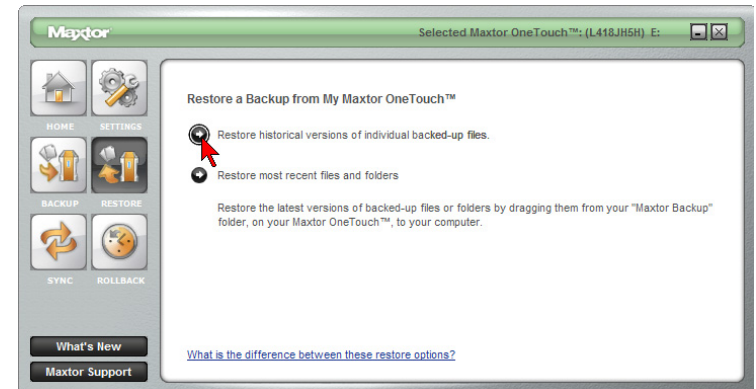 Maxtor
Selected Maxtor OneTouch™: (L418JH5H) E:
HOME SETTINGS
BACKUP RESTORE
SYNC ROLLBACK
What's New
Maxtor Support
Restore a Backup from My Maxtor OneTouch™
Restore historical versions of individual backed-up files.
Restore most recent files and folders
Restore the latest versions of backed-up files or folders by dragging them from your "Maxtor Backup"
folder, on your Maxtor OneTouch™, to your computer.
What is the difference between these restore options?